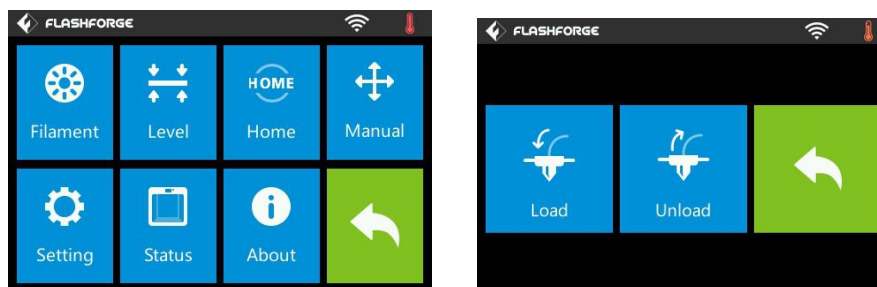 FLASHFORGE
Filament Level Home Manual
HOME
Setting Status About
FLASHFORGE
Load Unload